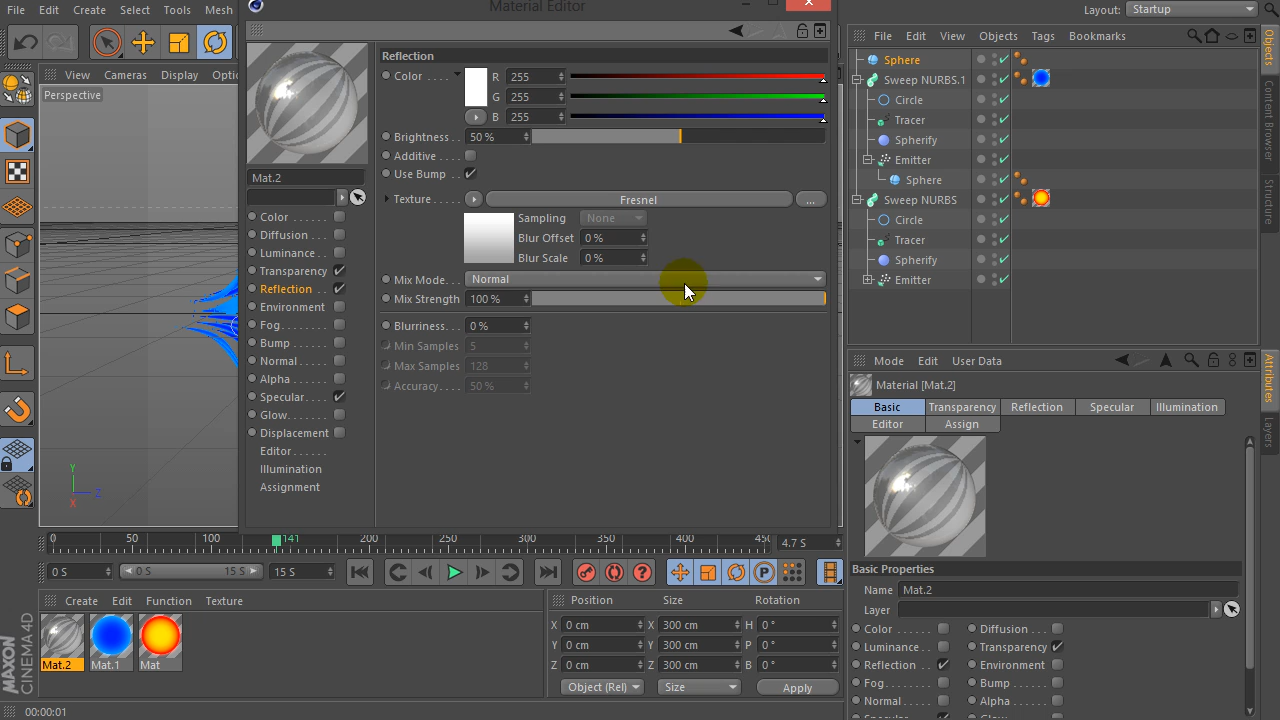 File Edit Create Select Tools Mesh
Material Editor
Layout: Startup
File Edit View Objects Tags Bookmarks
View Cameras Display Optic
Perspective
Reflection
Color .... R 255
G 255
B 255
Brightness.. 50 %
Additive ....
Use Bump ..
Texture..... Fresnel ...
Sampling None
Blur Offset 0 %
Blur Scale 0 %
Mix Mode... Normal
Mix Strength 100 %
Blurriness... 0 %
Min Samples 5
Max Samples 128
Accuracy.... 50 %
Mat.2
Color ......
Diffusion ..
Luminance..
Transparency
Reflection ..
Environment
Fog........
Bump ......
Normal.....
Alpha ......
Specular....
Glow.......
Displacement
Editor......
Illumination
Assignment
Sphere
Sweep NURBS.1
Circle
Tracer
Spherify
Emitter
Sphere
Sweep NURBS
Circle
Tracer
Spherify
Emitter
Objects
Content Browser
Structure
Attributes
Layers
Mode Edit User Data
Material [Mat.2]
Basic Transparency Reflection Specular Illumination
Editor Assign
Basic Properties
Name Mat.2
Layer
Color ...... Diffusion ...
Luminance.. Transparency
Reflection .. Environment
Fog........ Bump ......
Normal..... Alpha ......
Y
Z
X
0 50 100 141 200 250 300 350 400 45
4.7 S
0 S 0 S 15 S 15 S
P
Create Edit Function Texture
Mat.2 Mat.1 Mat
Position Size Rotation
X 0 cm X 300 cm H 0 °
Y 0 cm Y 300 cm P 0 °
Z 0 cm Z 300 cm B 0 °
Object (Rel) Size Apply
MAXON
CINEMA 4D
00:00:01